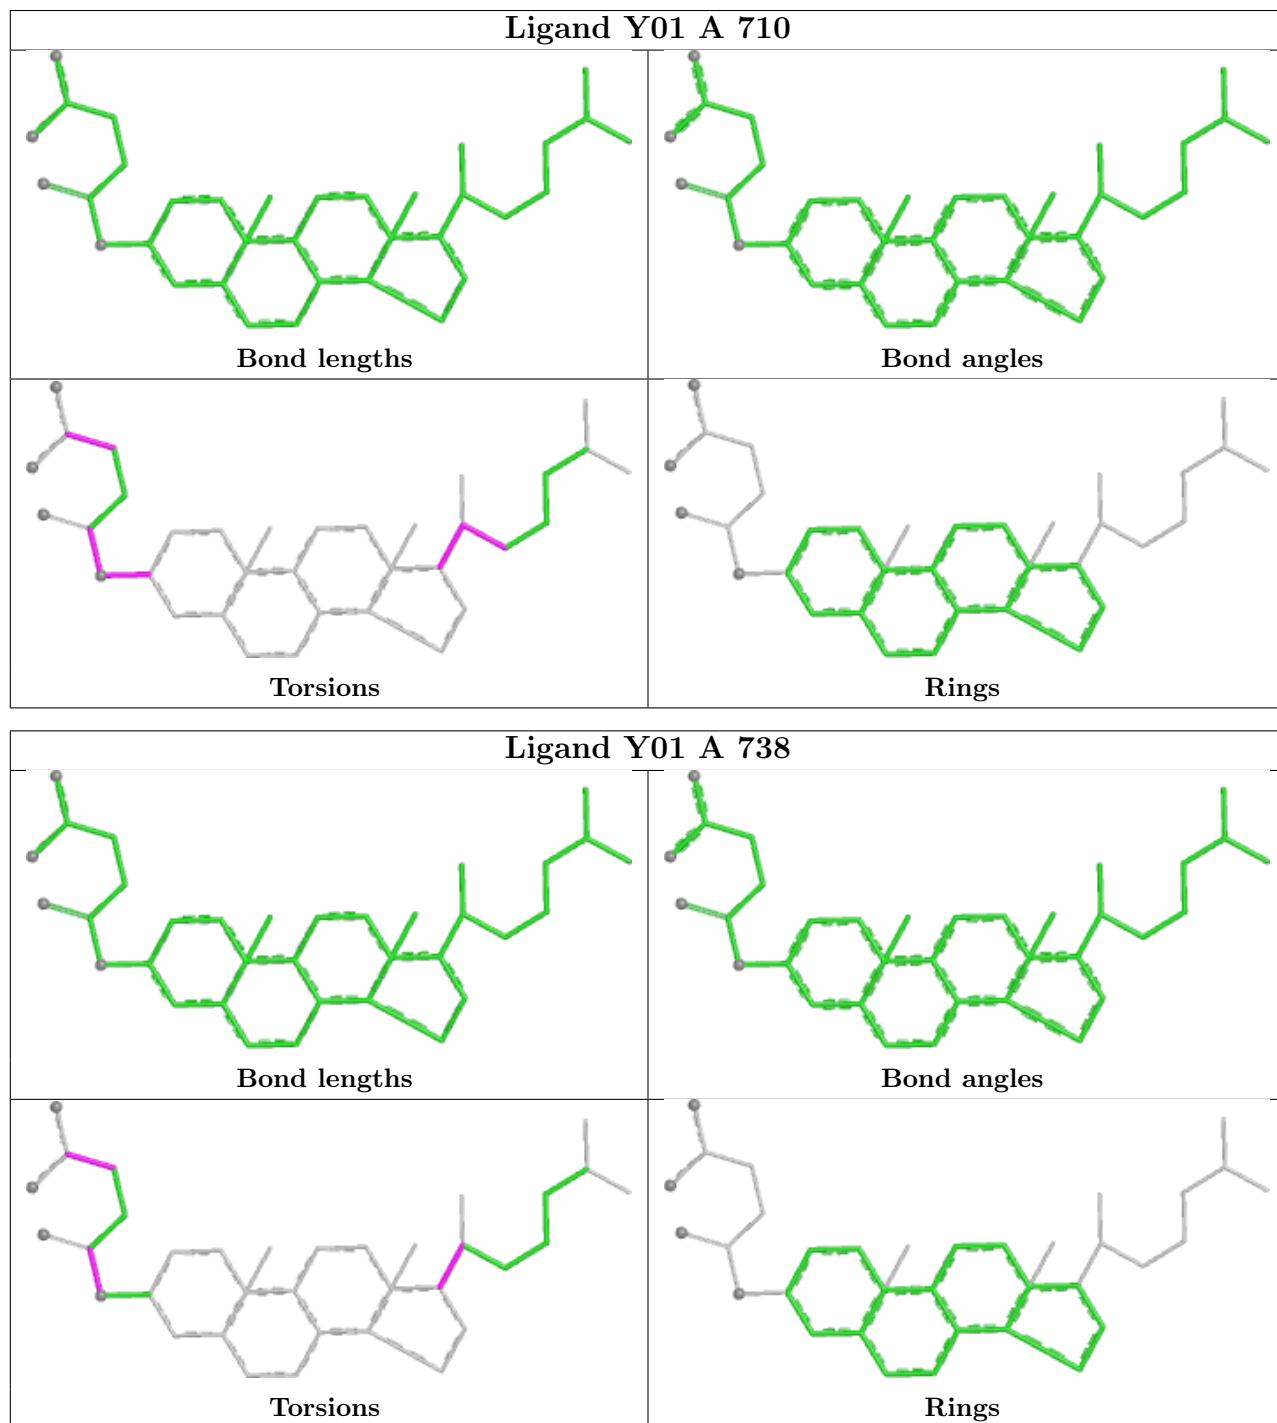 Ligand Y01 A 710
Bond lengths
Bond angles
Torsions
Rings
Ligand Y01 A 738
Bond lengths
Bond angles
Torsions
Rings